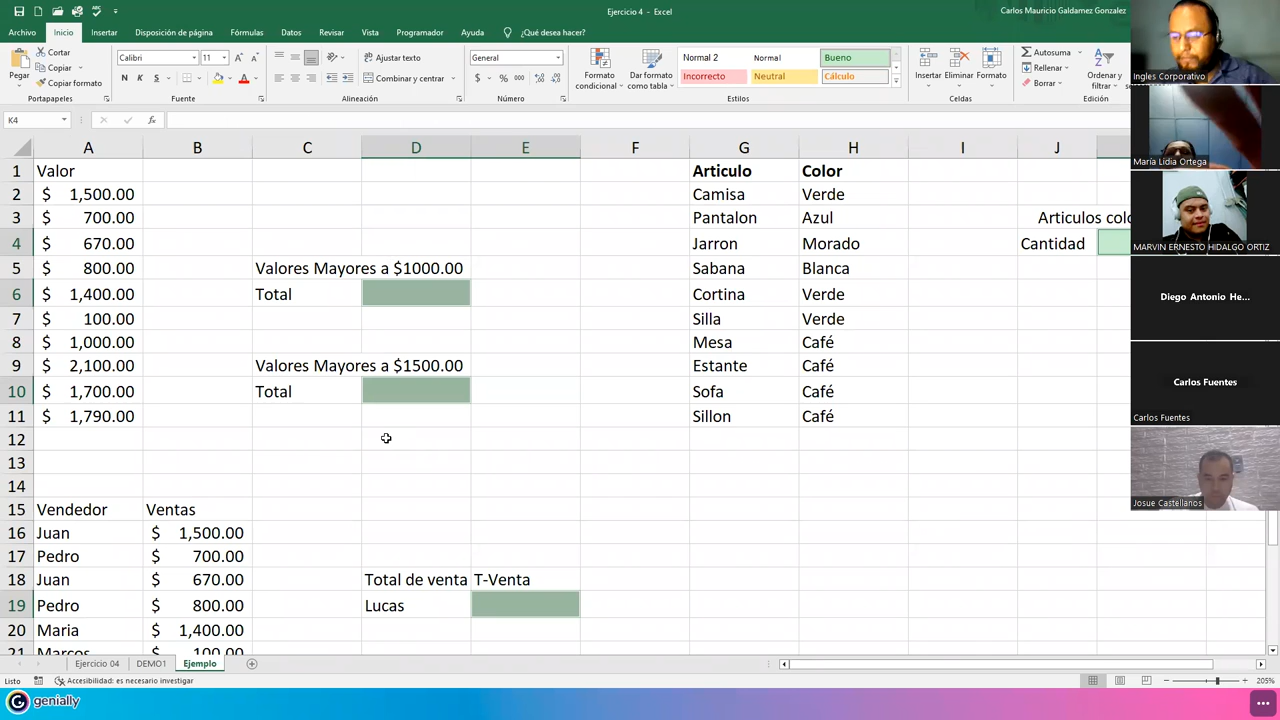 Ejercicio 4 - Excel
Carlos Mauricio Galdamez Gonzalez
Archivo Inicio Insertar Disposición de página Fórmulas Datos Revisar Vista Programador Ayuda ¿Qué desea hacer?
Pegar
Cortar
Copiar
Copiar formato
Portapapeles
Calibri 11
N K S
Fuente
Ajustar texto
Combinar y centrar
Alineación
General
$ % 000
Número
Formato condicional
Dar formato como tabla
Normal 2 Normal Bueno
Incorrecto Neutral Cálculo
Estilos
Insertar Eliminar Formato
Celdas
Autosuma
Rellenar
Borrar
Ordenar y filtrar
Edición
K4
fx
A B C D E F G H I J
1 Valor Articulo Color
2 $ 1,500.00 Camisa Verde
3 $ 700.00 Pantalon Azul Articulos colo
4 $ 670.00 Jarron Morado Cantidad
5 $ 800.00 Valores Mayores a $1000.00 Sabana Blanca
6 $ 1,400.00 Total Cortina Verde
7 $ 100.00 Silla Verde
8 $ 1,000.00 Mesa Café
9 $ 2,100.00 Valores Mayores a $1500.00 Estante Café
10 $ 1,700.00 Total Sofa Café
11 $ 1,790.00 Sillon Café
12
13
14
15 Vendedor Ventas
16 Juan $ 1,500.00
17 Pedro $ 700.00
18 Juan $ 670.00 Total de venta T-Venta
19 Pedro $ 800.00 Lucas
20 Maria $ 1,400.00
21 Marcos $ 100.00
Ejercicio 04 DEMO1 Ejemplo
Listo Accesibilidad: es necesario investigar 205%
genially
Ingles Corporativo
María Lidia Ortega
MARVIN ERNESTO HIDALGO ORTIZ
Diego Antonio He...
Carlos Fuentes
Carlos Fuentes
Josue Castellanos